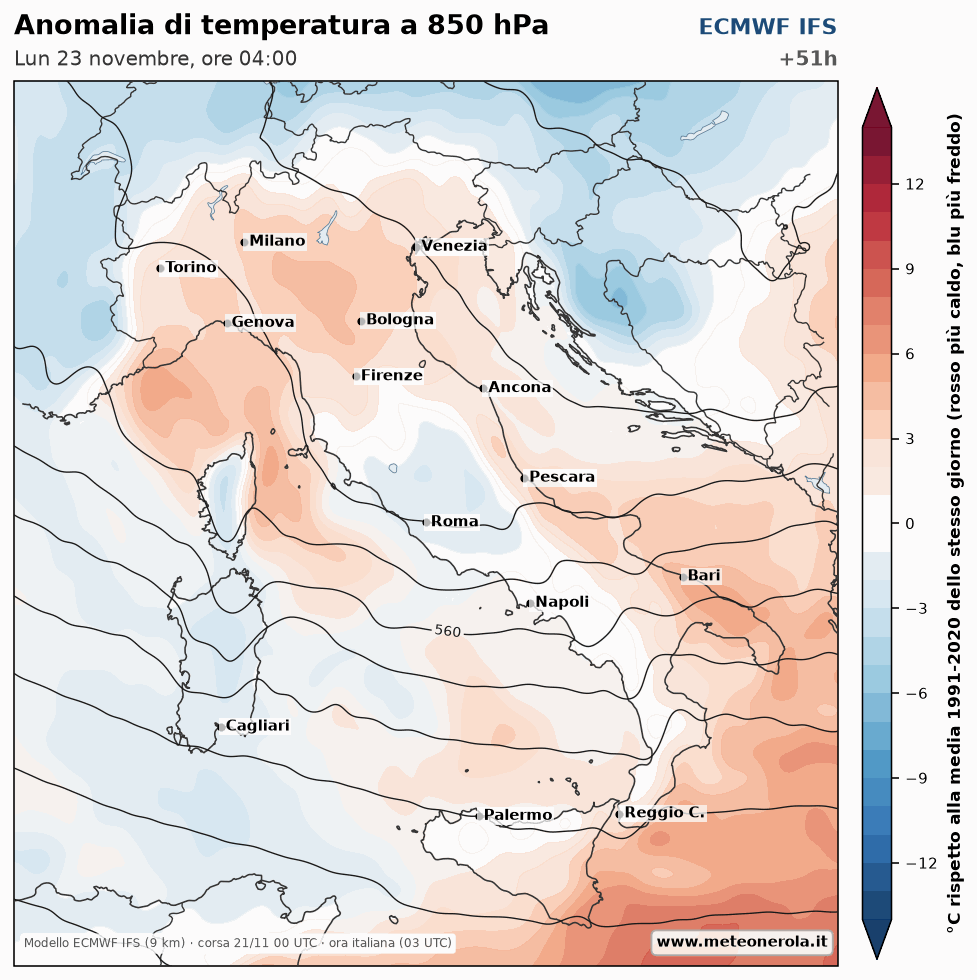 Anomalia di temperatura a 850 hPa
ECMWF IFS
Lun 23 novembre, ore 04:00
+51h
Milano
Venezia
Torino
Genova
Bologna
Firenze
Ancona
Pescara
Roma
Bari
Napoli
560
Cagliari
Palermo
Reggio C.
12
9
6
3
0
−3
−6
−9
−12
°C rispetto alla media 1991-2020 dello stesso giorno (rosso più caldo, blu più freddo)
Modello ECMWF IFS (9 km) · corsa 21/11 00 UTC · ora italiana (03 UTC)
www.meteonerola.it